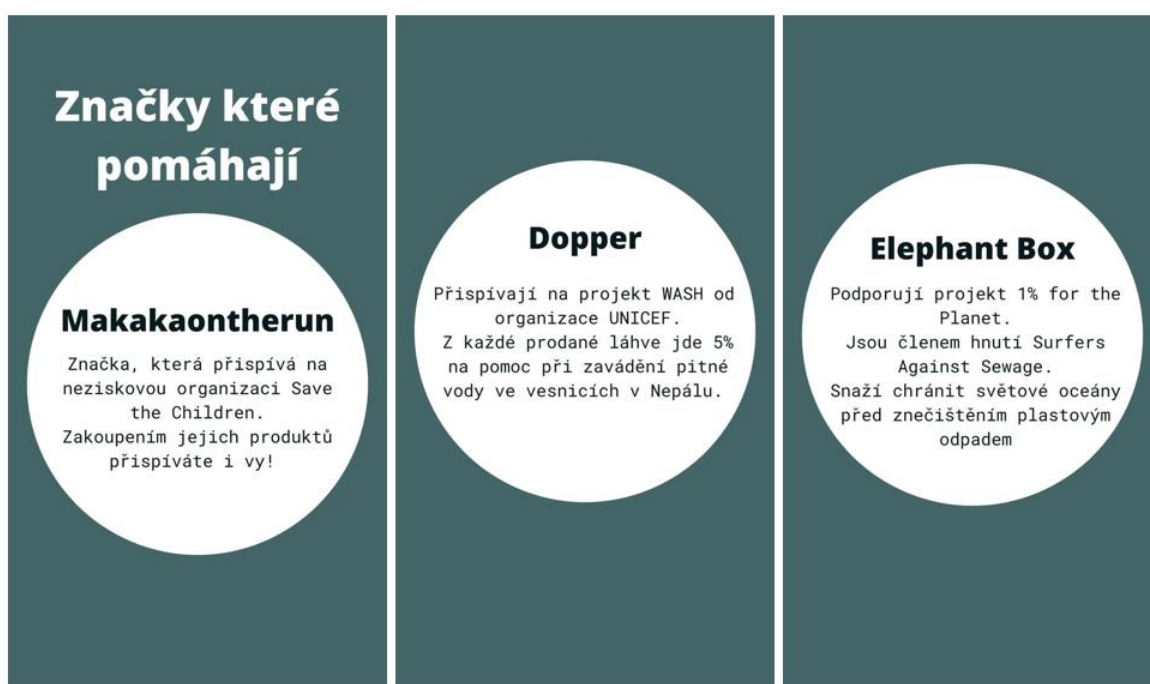 Značky které
pomáhají
Makakaontherun
Značka, která přispívá na
neziskovou organizaci Save
the Children.
Zakoupením jejich produktů
přispíváte i vy!
Dopper
Přispívají na projekt WASH od
organizace UNICEF.
Z každé prodané láhve jde 5%
na pomoc při zavádění pitné
vody ve vesnicích v Nepálu.
Elephant Box
Podporují projekt 1% for the
Planet.
Jsou členem hnutí Surfers
Against Sewage.
Snaží chránit světové oceány
před znečištěním plastovým
odpadem